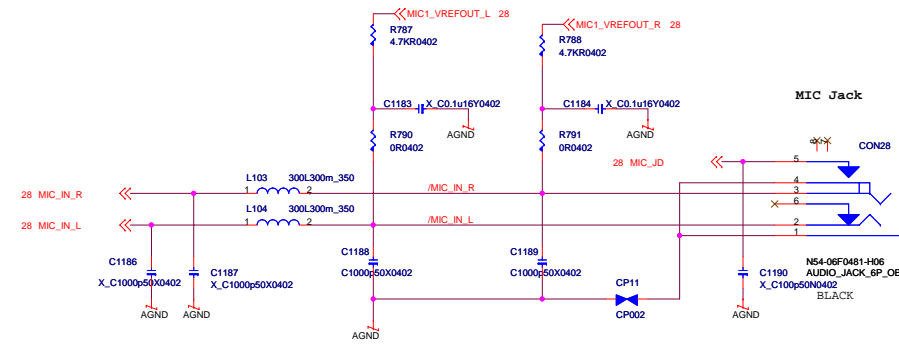 MIC1_VREFOUT_L 28
MIC1_VREFOUT_R 28
R787
4.7KR0402
R788
4.7KR0402
C1183 X_C0.1u16Y0402
C1184 X_C0.1u16Y0402
MIC Jack
AGND
AGND
R790
0R0402
R791
0R0402
CON28
28 MIC_JD
5
L103 300L300m_350
4
28 MIC_IN_R
1 2
/MIC_IN_R
3
L104 300L300m_350
6
28 MIC_IN_L
1 2
/MIC_IN_L
2
1
C1186
X_C1000p50X0402
C1187
X_C1000p50X0402
C1188
C1000p50X0402
C1189
C1000p50X0402
N54-06F0481-H06
AUDIO_JACK_6P_OB
BLACK
C1190
X_C100p50N0402
CP11
CP002
AGND
AGND
AGND
AGND